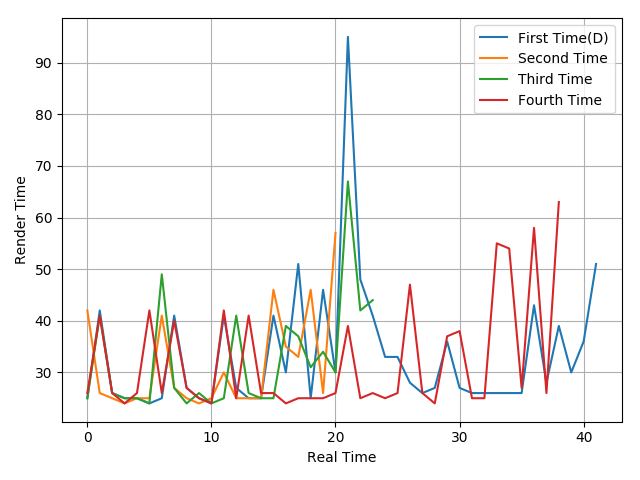 First Time(D)
Second Time
Third Time
Fourth Time
90
80
70
60
50
40
30
Render Time
0 10 20 30 40
Real Time